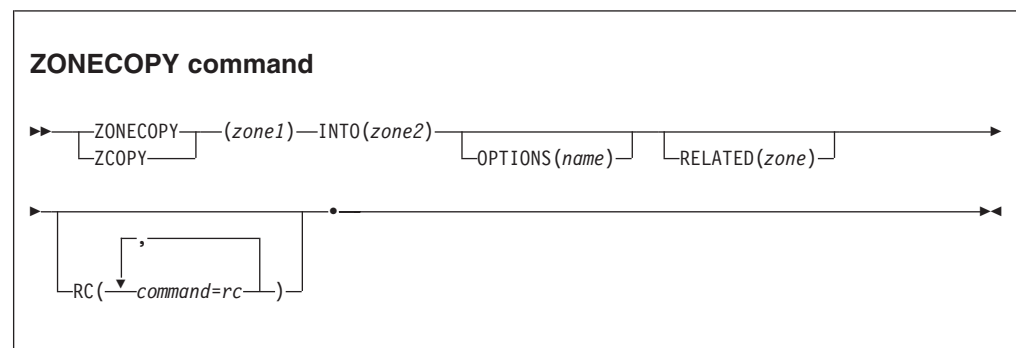 ZONECOPY command
ZONECOPY (zone1) INTO(zone2)
ZCOPY OPTIONS(name) RELATED(zone)
,
RC( command=rc )